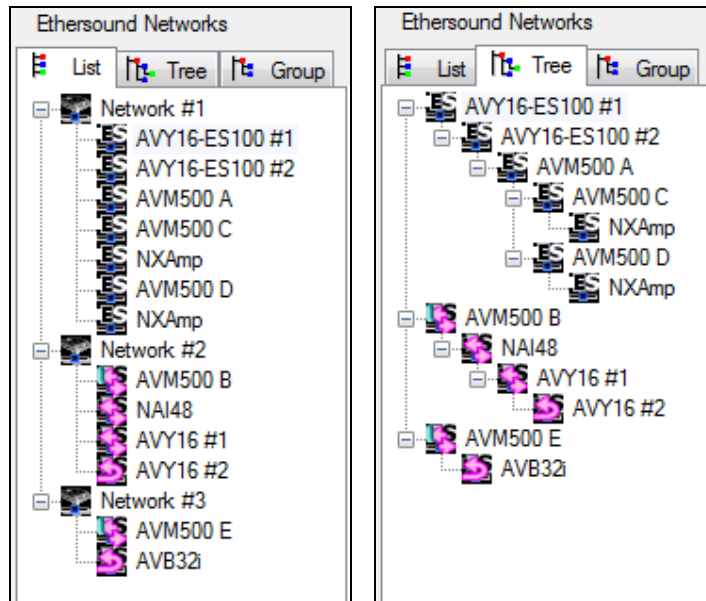 Ethersound Networks
List Tree Group
Network #1
AVY16-ES100 #1
AVY16-ES100 #2
AVM500 A
AVM500 C
NXAmp
AVM500 D
NXAmp
Network #2
AVM500 B
NAI48
AVY16 #1
AVY16 #2
Network #3
AVM500 E
AVB32i
Ethersound Networks
List Tree Group
AVY16-ES100 #1
AVY16-ES100 #2
AVM500 A
AVM500 C
NXAmp
AVM500 D
NXAmp
AVM500 B
NAI48
AVY16 #1
AVY16 #2
AVM500 E
AVB32i